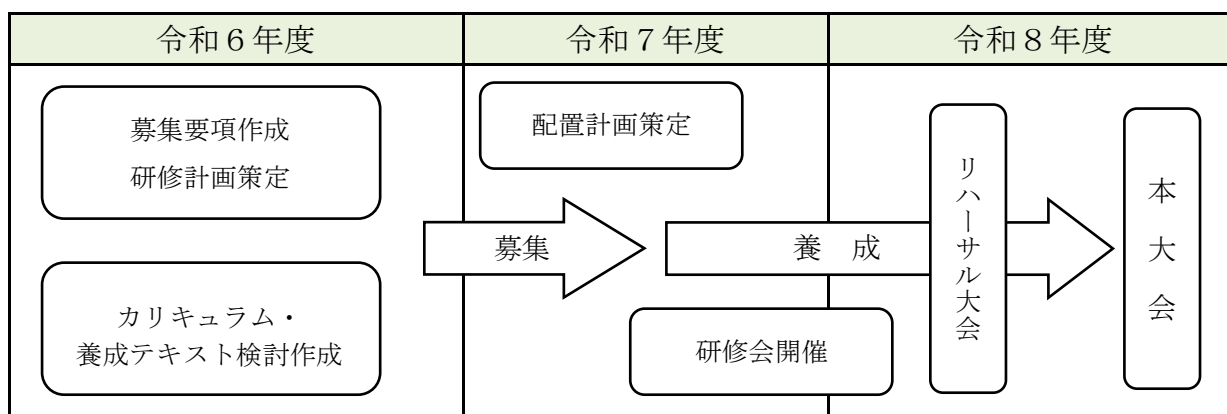 令和６年度
令和７年度
令和８年度
募集要項作成
研修計画策定
カリキュラム・
養成テキスト検討作成
配置計画策定
募集
養　成
研修会開催
リハーサル大会
本大会